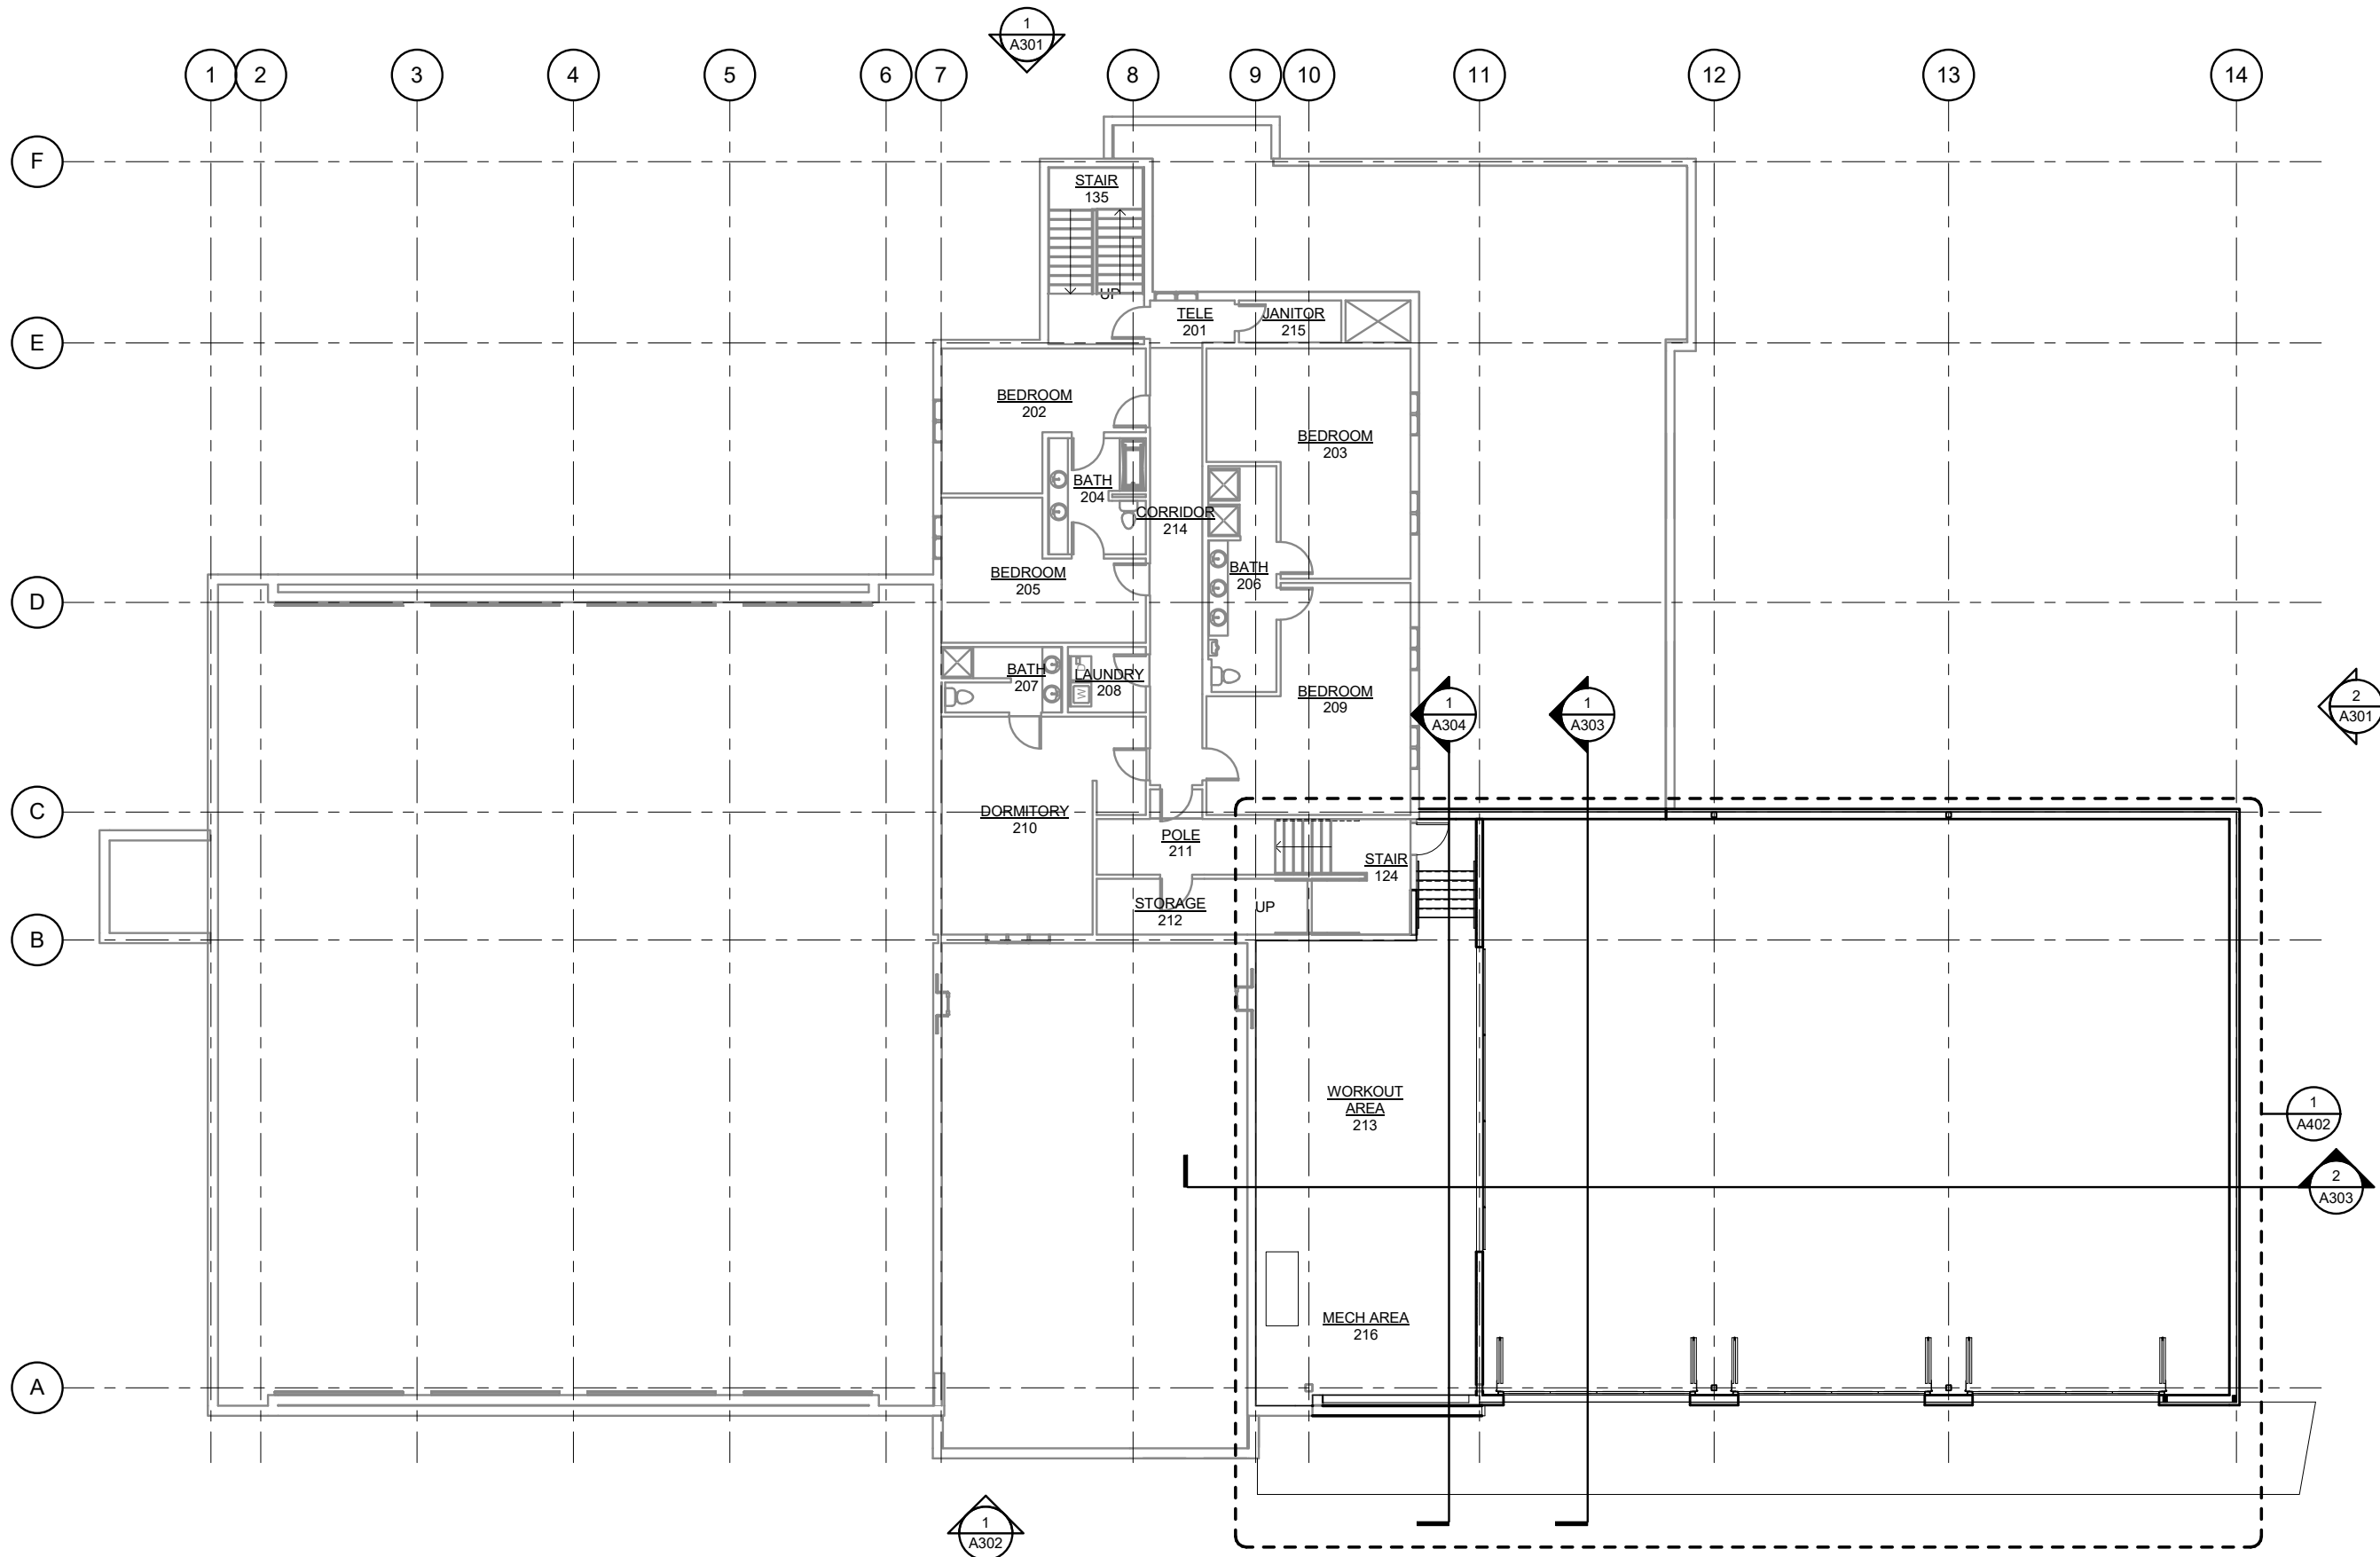 1
A301
1
2
3
4
5
6
7
8
9
10
11
12
13
14
F
STAIR
135
UP
TELE
201
JANITOR
215
E
BEDROOM
202
BEDROOM
203
BATH
204
CORRIDOR
214
BATH
206
BEDROOM
205
D
BATH
207
LAUNDRY
208
W
BEDROOM
209
1
A304
1
A303
2
A301
C
DORMITORY
210
POLE
211
STAIR
124
STORAGE
212
UP
B
WORKOUT
AREA
213
1
A402
2
A303
MECH AREA
216
A
1
A302